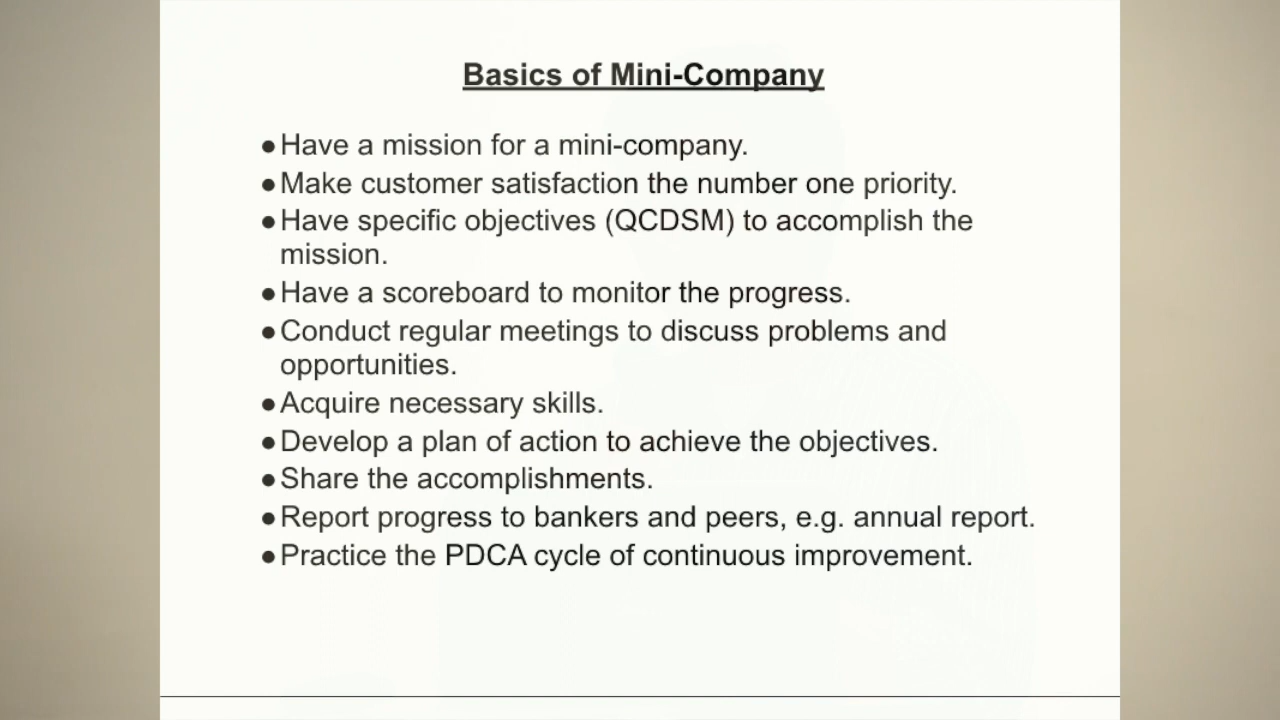 Basics of Mini-Company
●Have a mission for a mini-company.
●Make customer satisfaction the number one priority.
●Have specific objectives (QCDSM) to accomplish the
mission.
●Have a scoreboard to monitor the progress.
●Conduct regular meetings to discuss problems and
opportunities.
●Acquire necessary skills.
●Develop a plan of action to achieve the objectives.
●Share the accomplishments.
●Report progress to bankers and peers, e.g. annual report.
●Practice the PDCA cycle of continuous improvement.